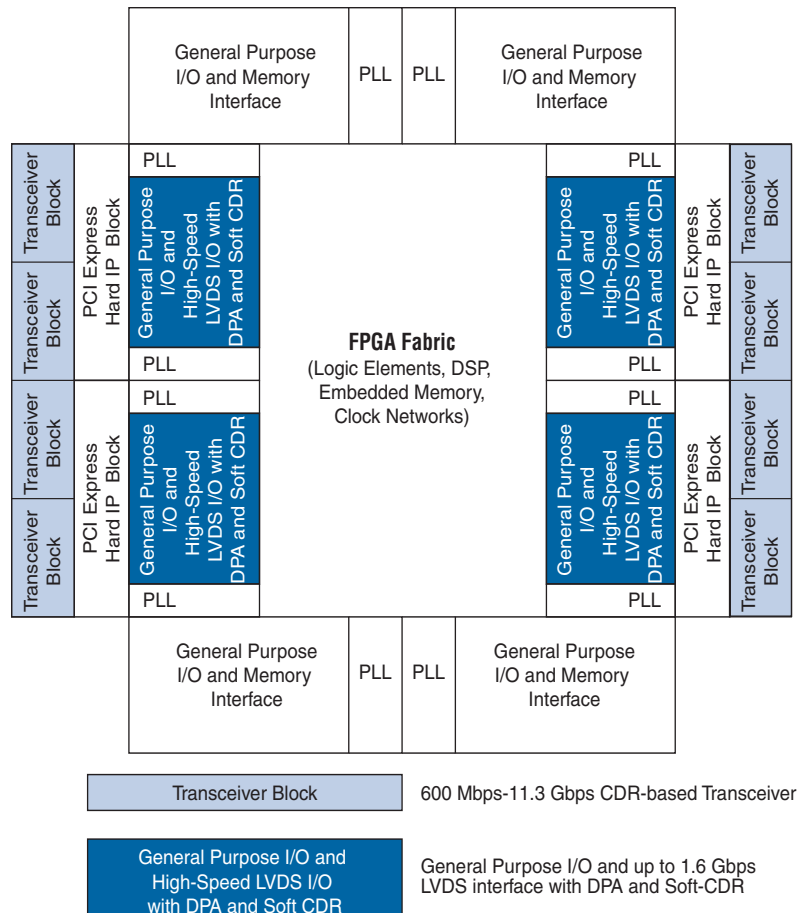 General Purpose
I/O and Memory
Interface
PLL
PLL
General Purpose
I/O and Memory
Interface
Transceiver
Block
Transceiver
Block
PCI Express
Hard IP Block
PLL
General Purpose
I/O and
High-Speed
LVDS I/O with
DPA and Soft CDR
PLL
Transceiver
Block
Transceiver
Block
PCI Express
Hard IP Block
PLL
General Purpose
I/O and
High-Speed
LVDS I/O with
DPA and Soft CDR
PLL
FPGA Fabric
(Logic Elements, DSP,
Embedded Memory,
Clock Networks)
PLL
General Purpose
I/O and
High-Speed
LVDS I/O with
DPA and Soft CDR
PLL
PCI Express
Hard IP Block
Transceiver
Block
Transceiver
Block
PLL
General Purpose
I/O and
High-Speed
LVDS I/O with
DPA and Soft CDR
PLL
PCI Express
Hard IP Block
Transceiver
Block
Transceiver
Block
General Purpose
I/O and Memory
Interface
PLL
PLL
General Purpose
I/O and Memory
Interface
Transceiver Block
600 Mbps-11.3 Gbps CDR-based Transceiver
General Purpose I/O and
High-Speed LVDS I/O
with DPA and Soft CDR
General Purpose I/O and up to 1.6 Gbps
LVDS interface with DPA and Soft-CDR